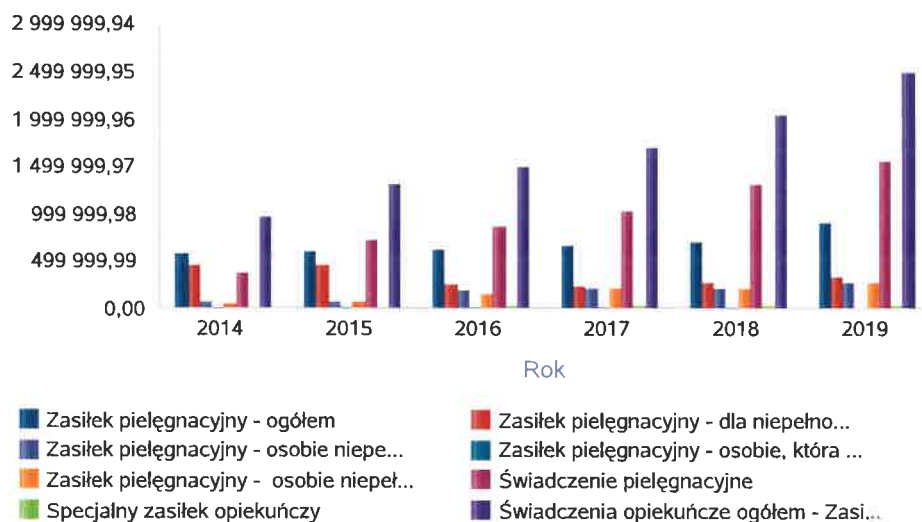 2 999 999,94
2 499 999,95
1 999 999,96
1 499 999,97
999 999,98
499 999,99
0,00
2014 2015 2016 2017 2018 2019
Rok
Zasiłek pielęgnacyjny - ogółem
Zasiłek pielęgnacyjny - dla niepełno...
Zasiłek pielęgnacyjny - osobie niepe...
Zasiłek pielęgnacyjny - osobie, która ...
Zasiłek pielęgnacyjny - osobie niepeł...
Świadczenie pielęgnacyjne
Specjalny zasiłek opiekuńczy
Świadczenia opiekuńcze ogółem - Zasi...